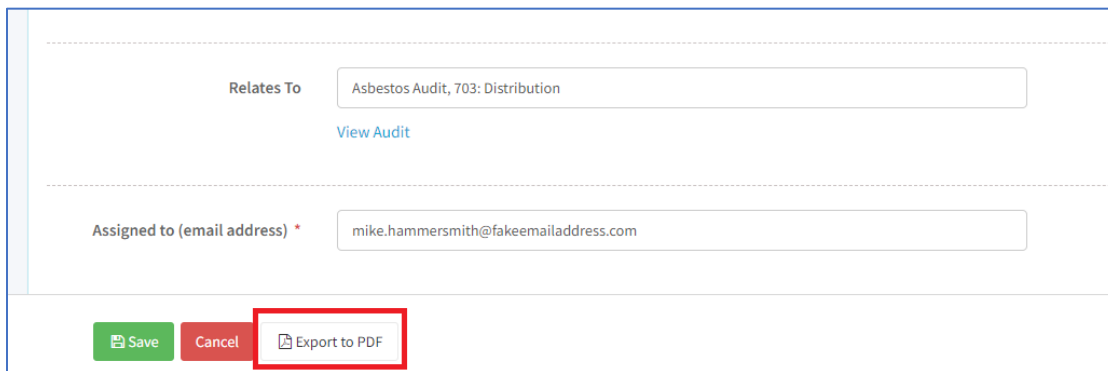 Relates To
Asbestos Audit, 703: Distribution
View Audit
Assigned to (email address) *
mike.hammersmith@fakeemailaddress.com
Save Cancel Export to PDF